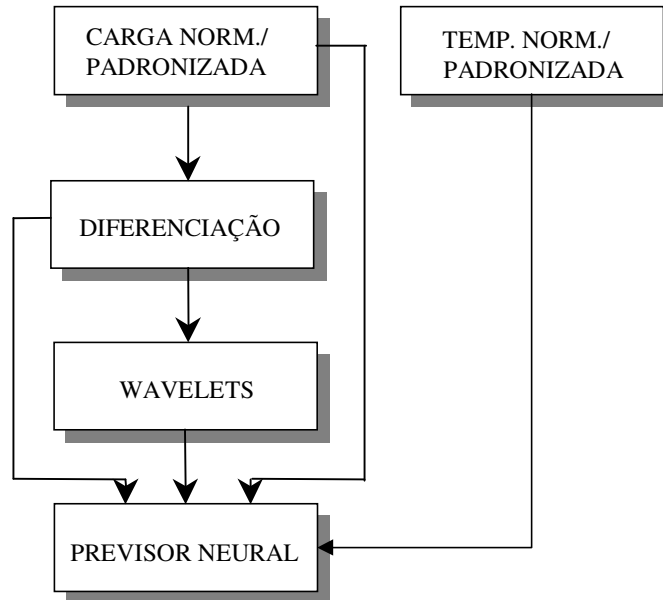 CARGA NORM./
PADRONIZADA
TEMP. NORM./
PADRONIZADA
DIFERENCIAÇÃO
WAVELETS
PREVISOR NEURAL